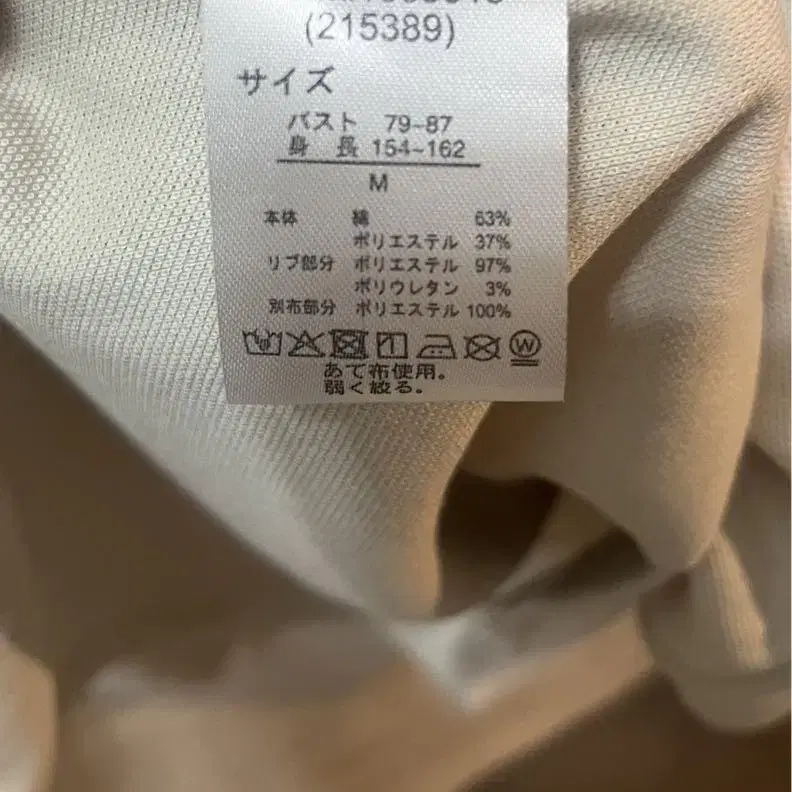 (215389)
サイズ
バスト 79~87
身 長 154~162
M
本体 綿 63%
ポリエステル 37%
リブ部分 ポリエステル 97%
ポリウレタン 3%
別布部分 ポリエステル 100%
W
あて布使用。
弱く絞る。